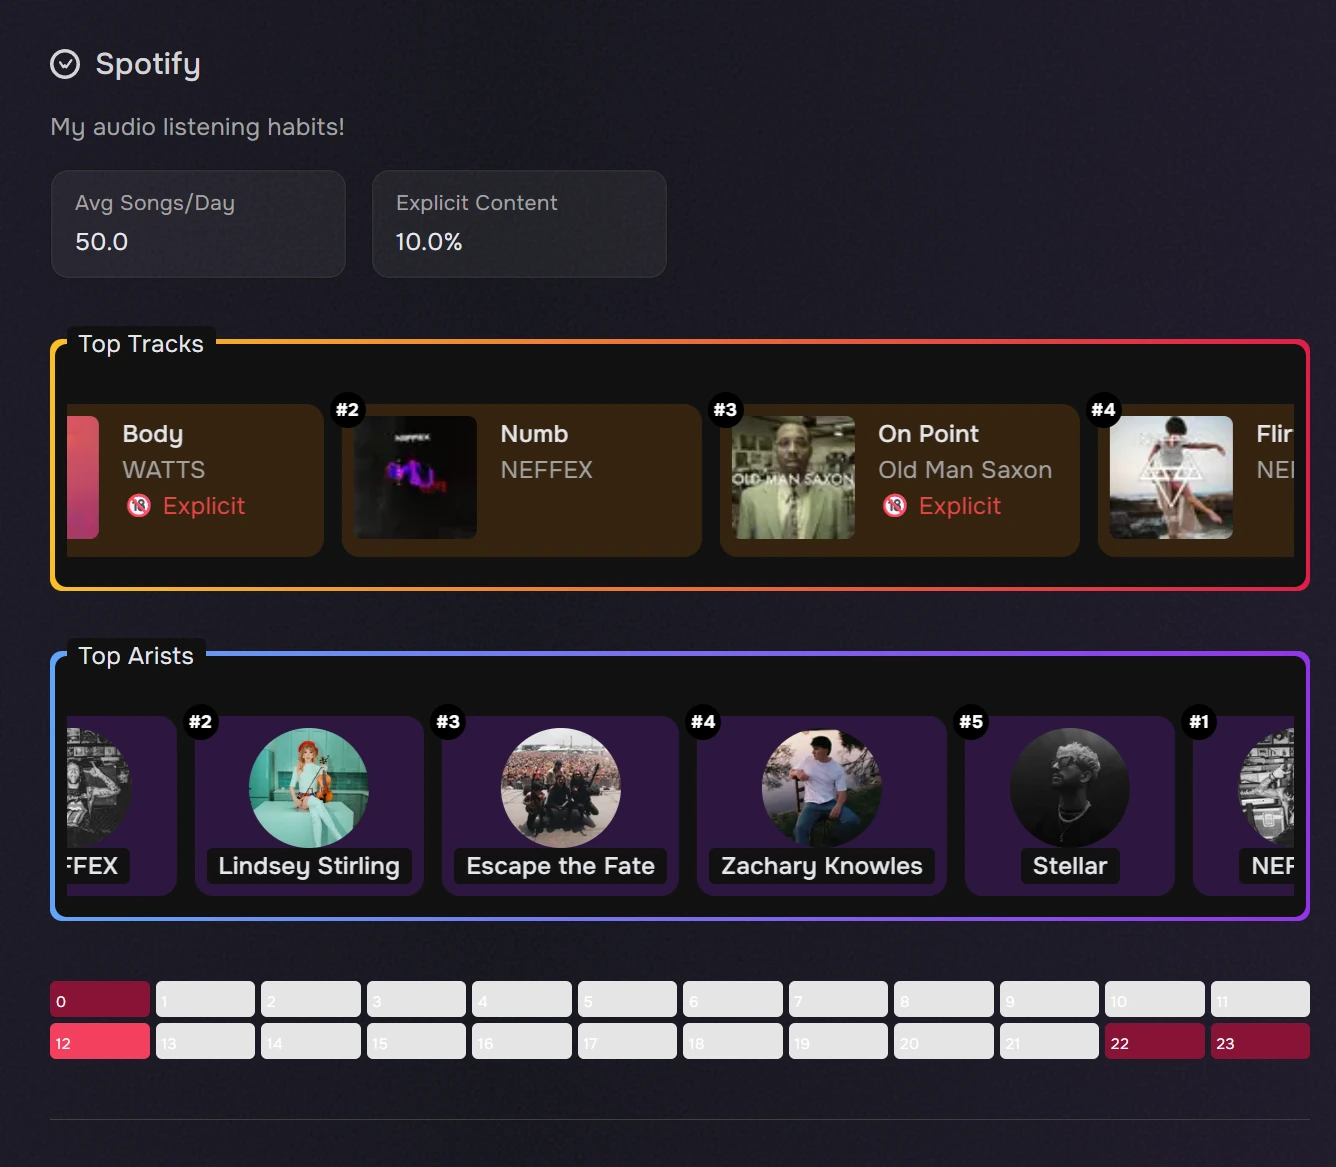 Spotify
My audio listening habits!
Avg Songs/Day
50.0
Explicit Content
10.0%
Top Tracks
Body
WATTS
🔞 Explicit
#2
NEFFEX
Numb
NEFFEX
#3
OLD MAN SAXON
On Point
Old Man Saxon
🔞 Explicit
#4
Flir
NEF
Top Arists
FFEX
#2
Lindsey Stirling
#3
Escape the Fate
#4
Zachary Knowles
#5
Stellar
#1
NEF
0 1 2 3 4 5 6 7 8 9 10 11
12 13 14 15 16 17 18 19 20 21 22 23